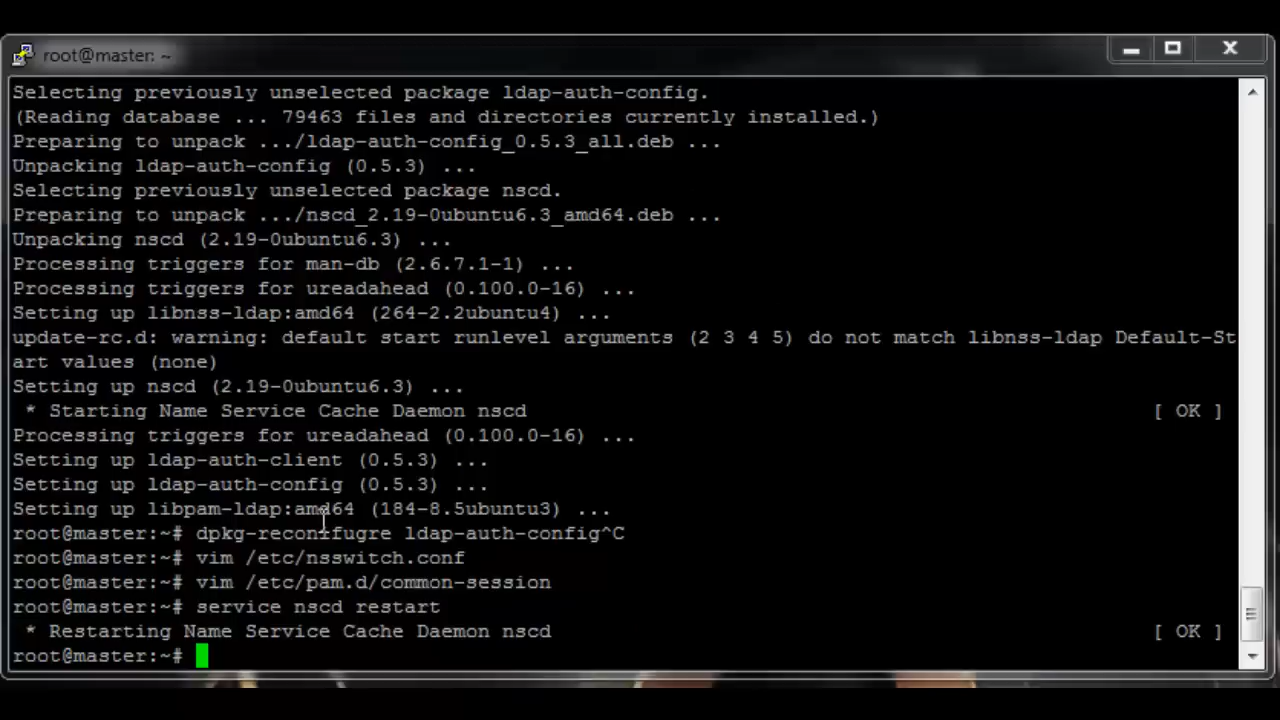 root@master: ~
Selecting previously unselected package ldap-auth-config.
(Reading database ... 79463 files and directories currently installed.)
Preparing to unpack .../ldap-auth-config_0.5.3_all.deb ...
Unpacking ldap-auth-config (0.5.3) ...
Selecting previously unselected package nscd.
Preparing to unpack .../nscd_2.19-0ubuntu6.3_amd64.deb ...
Unpacking nscd (2.19-0ubuntu6.3) ...
Processing triggers for man-db (2.6.7.1-1) ...
Processing triggers for ureadahead (0.100.0-16) ...
Setting up libnss-ldap:amd64 (264-2.2ubuntu4) ...
update-rc.d: warning: default start runlevel arguments (2 3 4 5) do not match libnss-ldap Default-St
art values (none)
Setting up nscd (2.19-0ubuntu6.3) ...
 * Starting Name Service Cache Daemon nscd [ OK ]
Processing triggers for ureadahead (0.100.0-16) ...
Setting up ldap-auth-client (0.5.3) ...
Setting up ldap-auth-config (0.5.3) ...
Setting up libpam-ldap:amd64 (184-8.5ubuntu3) ...
root@master:~# dpkg-reconifugre ldap-auth-config^C
root@master:~# vim /etc/nsswitch.conf
root@master:~# vim /etc/pam.d/common-session
root@master:~# service nscd restart
 * Restarting Name Service Cache Daemon nscd [ OK ]
root@master:~#